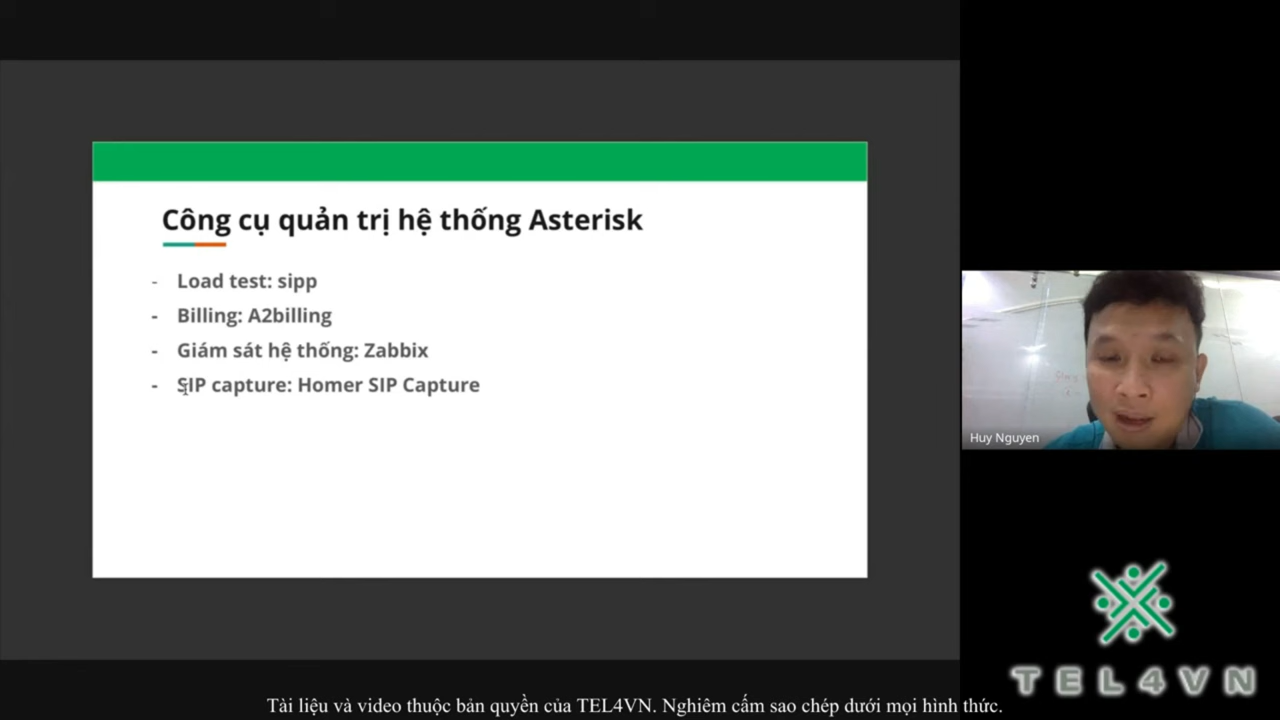 Công cụ quản trị hệ thống Asterisk
- Load test: sipp
- Billing: A2billing
- Giám sát hệ thống: Zabbix
- SIP capture: Homer SIP Capture
Huy Nguyen
TEL4VN
Tài liệu và video thuộc bản quyền của TEL4VN. Nghiêm cấm sao chép dưới mọi hình thức.